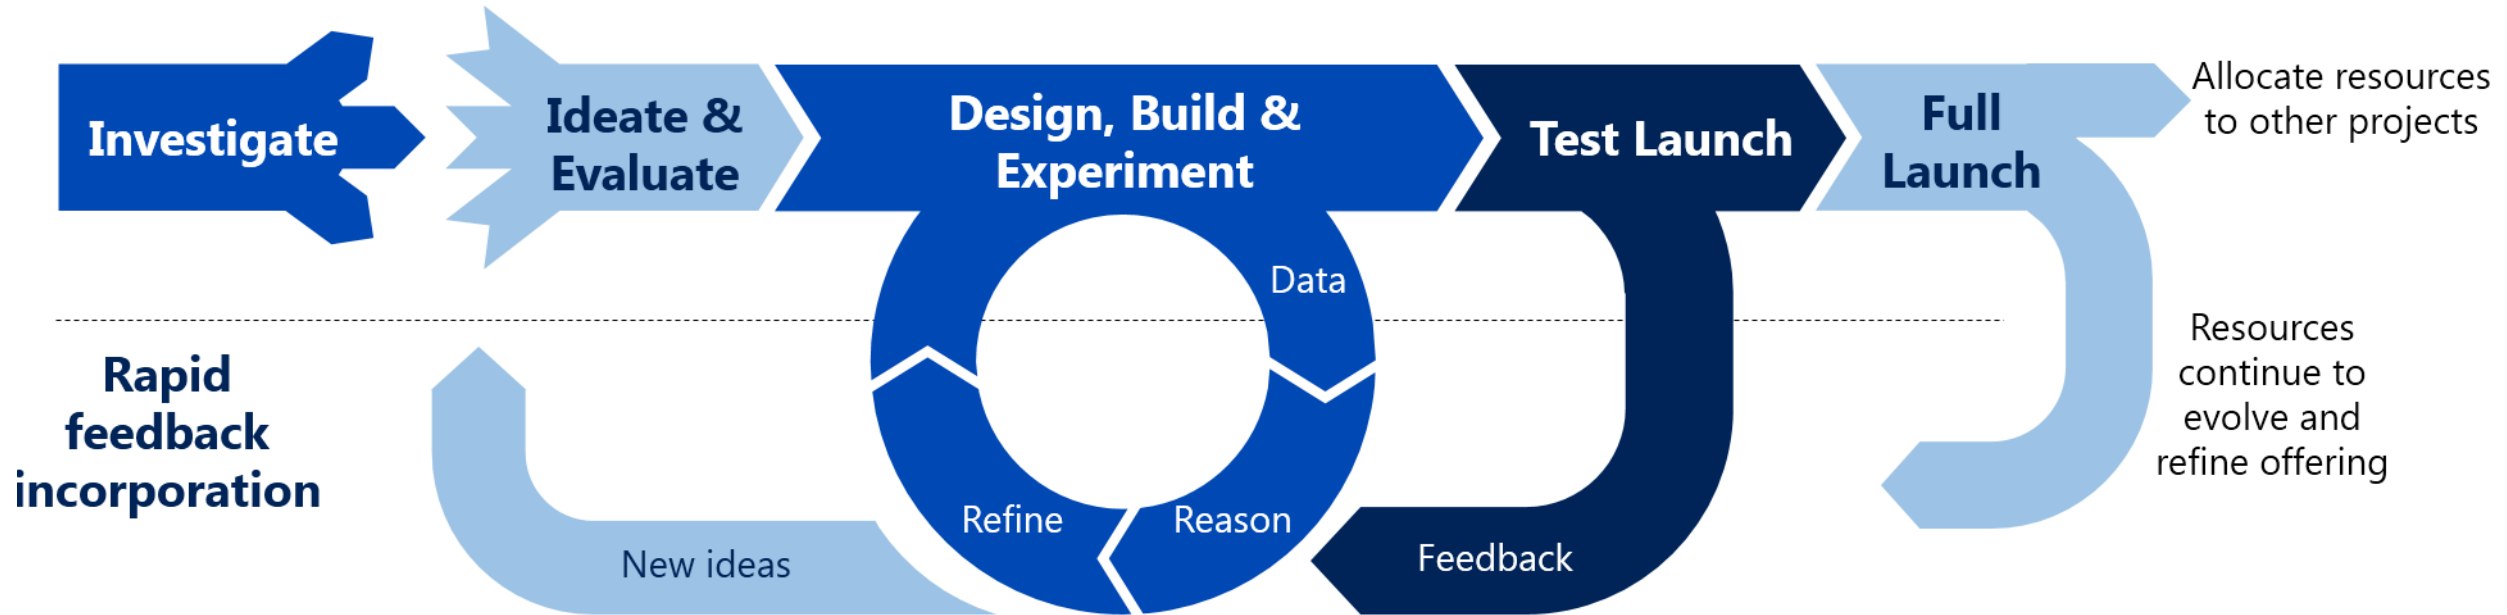 Investigate
Ideate &
Evaluate
Design, Build &
Experiment
Test Launch
Full
Launch
Allocate resources
to other projects
Data
Rapid
feedback
incorporation
Resources
continue to
evolve and
refine offering
Refine
Reason
New ideas
Feedback